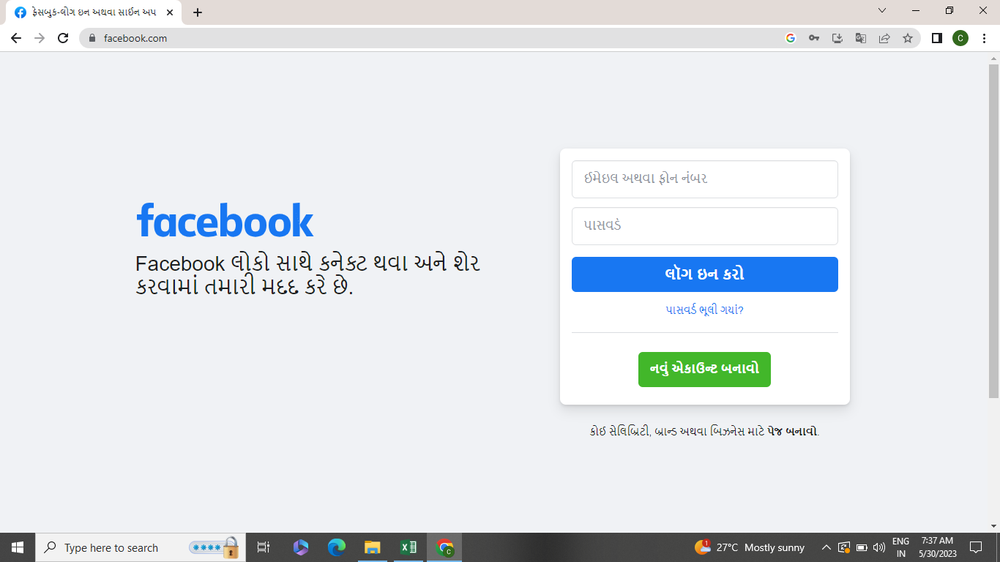 ફેસબુક-લોગ ઇન અથવા સાઈન અપ
facebook.com
facebook
Facebook લોકો સાથે કનેક્ટ થવા અને શેર
કરવામાં તમારી મદદ કરે છે.
ઈમેઇલ અથવા ફોન નંબર
પાસવર્ડ
લૉગ ઇન કરો
પાસવર્ડ ભૂલી ગયાં?
નવું એકાઉન્ટ બનાવો
કોઈ સેલિબ્રિટી, બ્રાન્ડ અથવા બિઝનેસ માટે પેજ બનાવો.
Type here to search
27°C Mostly sunny
ENG
IN
7:37 AM
5/30/2023